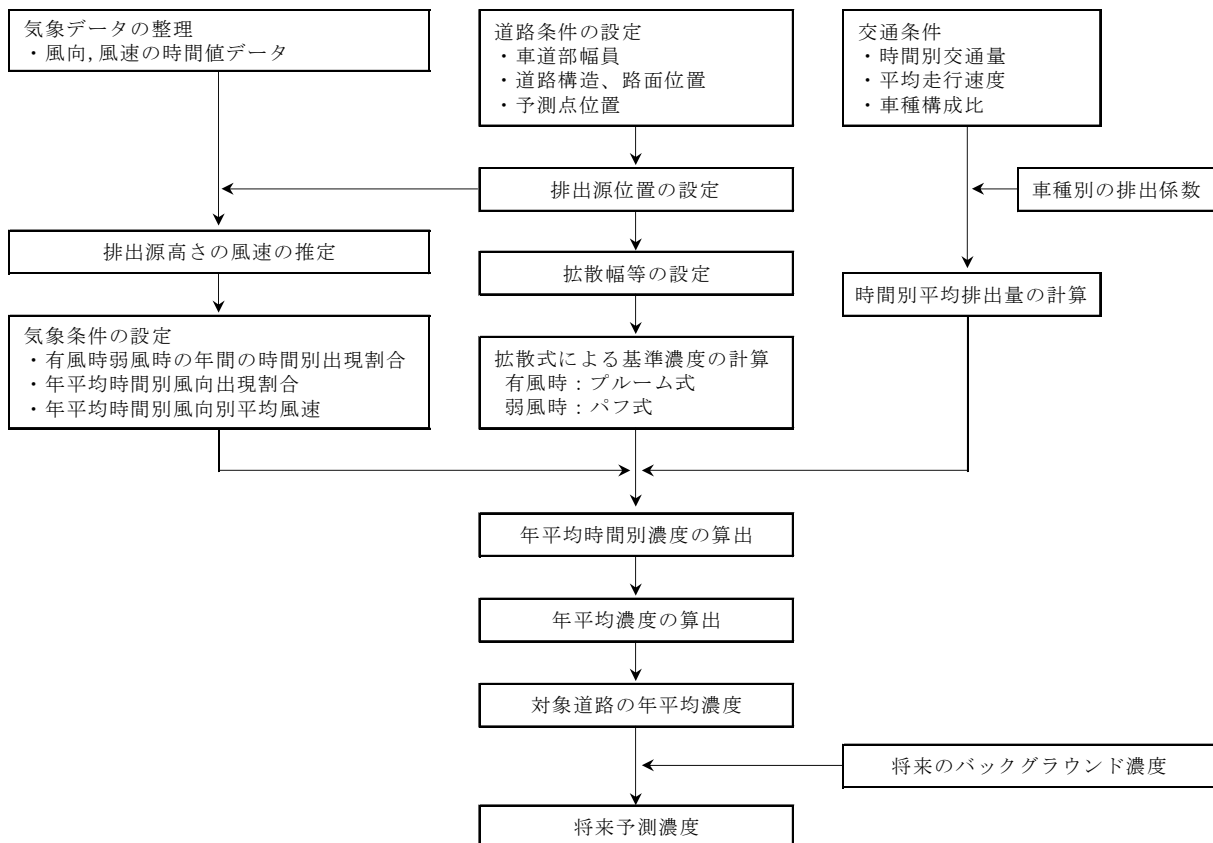 気象データの整理
・風向,風速の時間値データ
道路条件の設定
・車道部幅員
・道路構造、路面位置
・予測点位置
交通条件
・時間別交通量
・平均走行速度
・車種構成比
排出源位置の設定
車種別の排出係数
排出源高さの風速の推定
拡散幅等の設定
時間別平均排出量の計算
気象条件の設定
・有風時弱風時の年間の時間別出現割合
・年平均時間別風向出現割合
・年平均時間別風向別平均風速
拡散式による基準濃度の計算
有風時：プルーム式
弱風時：パフ式
年平均時間別濃度の算出
年平均濃度の算出
対象道路の年平均濃度
将来のバックグラウンド濃度
将来予測濃度